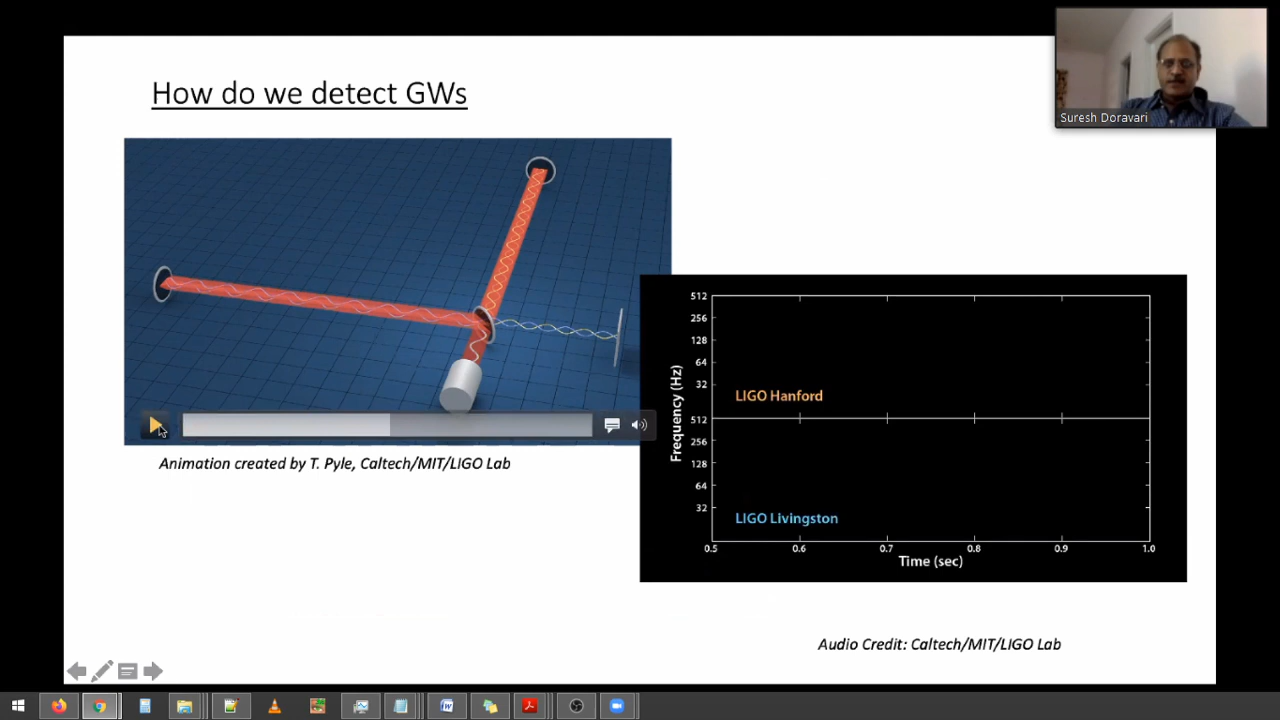 How do we detect GWs
Suresh Doravari
Animation created by T. Pyle, Caltech/MIT/LIGO Lab
Frequency (Hz)
512
256
128
64
32
LIGO Hanford
512
256
128
64
32
LIGO Livingston
0.5 0.6 0.7 0.8 0.9 1.0
Time (sec)
Audio Credit: Caltech/MIT/LIGO Lab